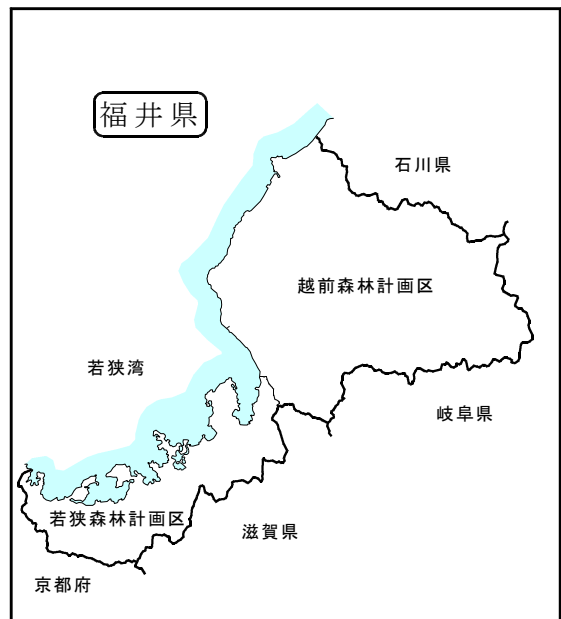 福井県
石川県
越前森林計画区
若狭湾
岐阜県
若狭森林計画区
滋賀県
京都府